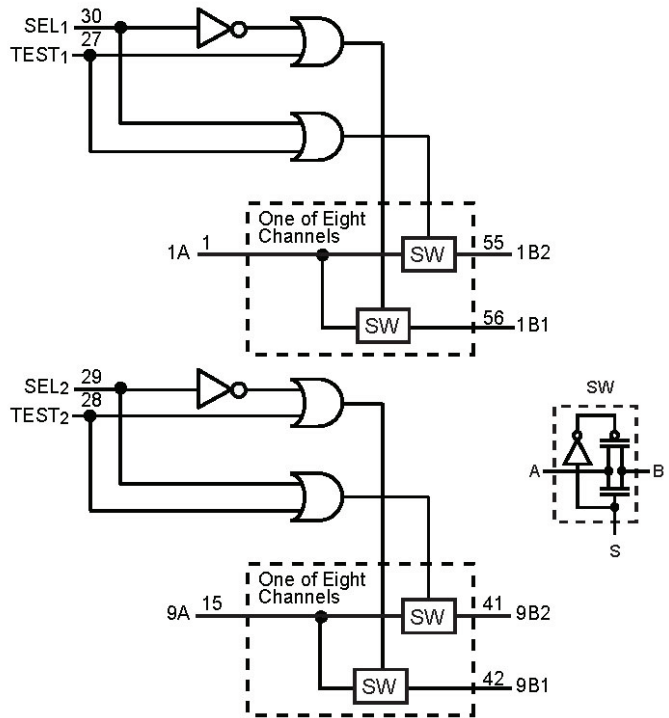 SEL1 30
27
TEST1
One of Eight
Channels
1A 1
SW
55 1B2
SW
56 1B1
SEL2 29
28
TEST2
SW
A
B
S
One of Eight
Channels
9A 15
SW
41 9B2
SW
42 9B1